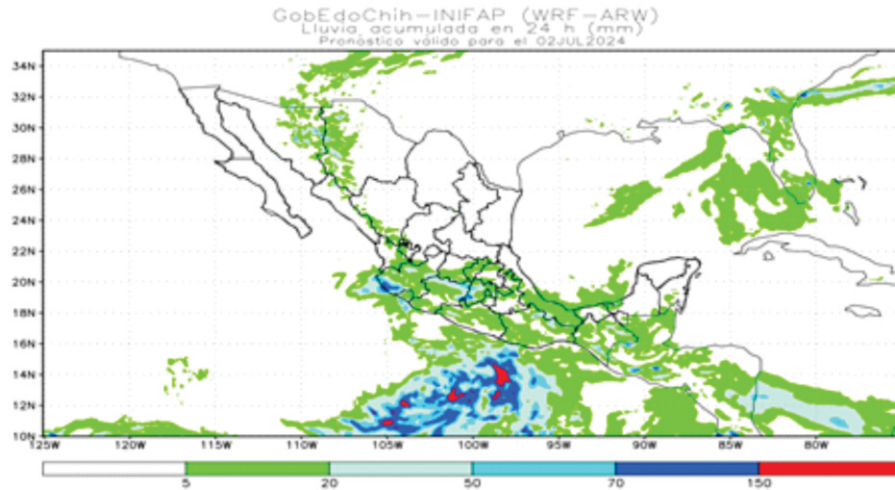 GobEdoChih-INIFAP (WRF-ARW)
Lluvia acumulada en 24 h (mm)
Pronóstico válido para el 02JUL2024
34N
32N
30N
28N
26N
24N
22N
20N
18N
16N
14N
12N
10N
125W 120W 115W 110W 105W 100W 95W 90W 85W 80W
5 20 50 70 150